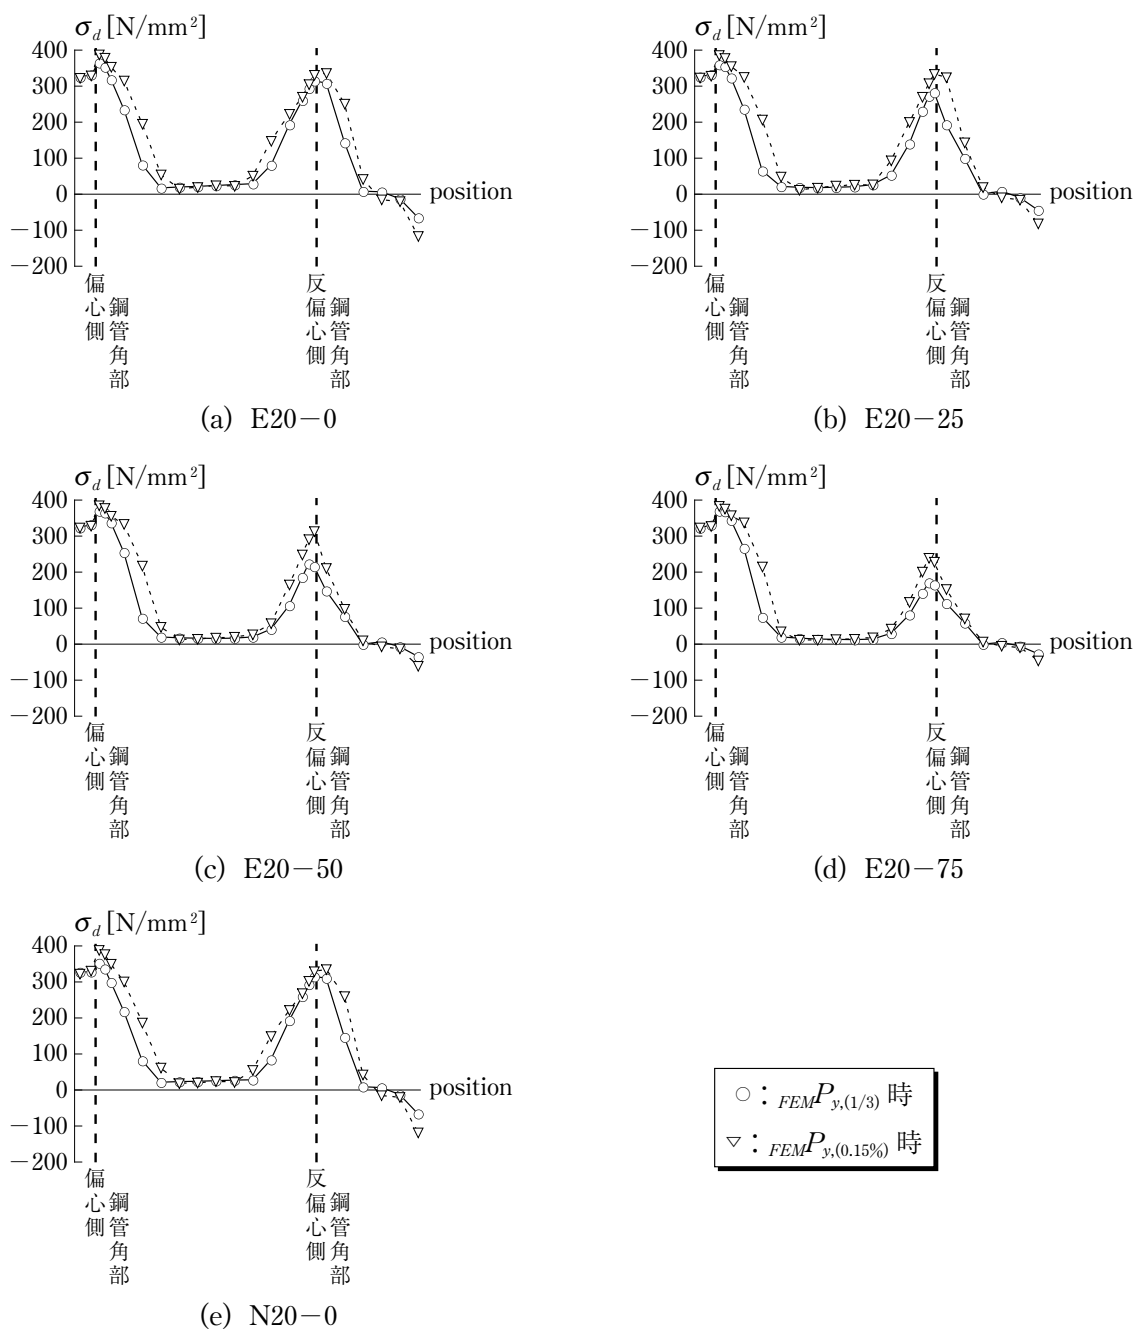 σd [N/mm²]
400
300
200
100
0
−100
−200
position
偏心側
鋼管角部
反偏心側
鋼管角部
(a) E20−0
σd [N/mm²]
400
300
200
100
0
−100
−200
position
偏心側
鋼管角部
反偏心側
鋼管角部
(b) E20−25
σd [N/mm²]
400
300
200
100
0
−100
−200
position
偏心側
鋼管角部
反偏心側
鋼管角部
(c) E20−50
σd [N/mm²]
400
300
200
100
0
−100
−200
position
偏心側
鋼管角部
反偏心側
鋼管角部
(d) E20−75
σd [N/mm²]
400
300
200
100
0
−100
−200
position
偏心側
鋼管角部
反偏心側
鋼管角部
(e) N20−0
○：FEMPy,(1/3) 時
▽：FEMPy,(0.15%) 時